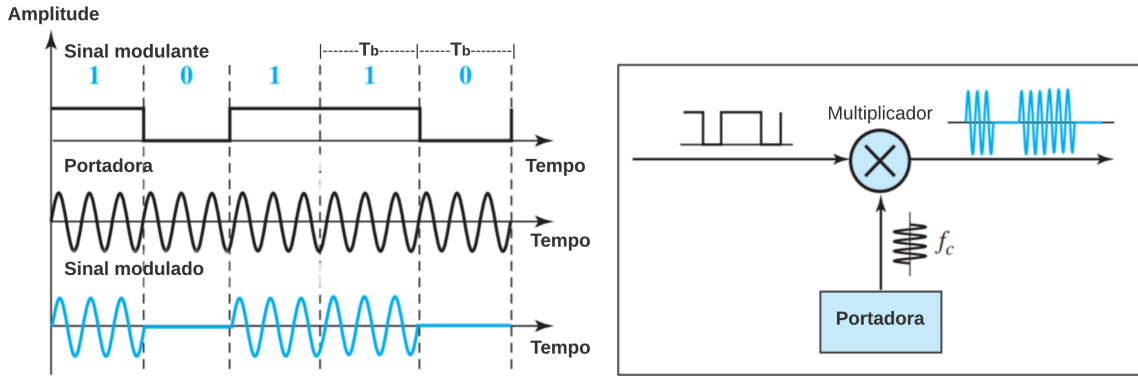 Amplitude
Sinal modulante
|-------Tb-------|------Tb--------|
1 0 1 1 0
Tempo
Portadora
Tempo
Sinal modulado
Tempo
Multiplicador
fc
Portadora